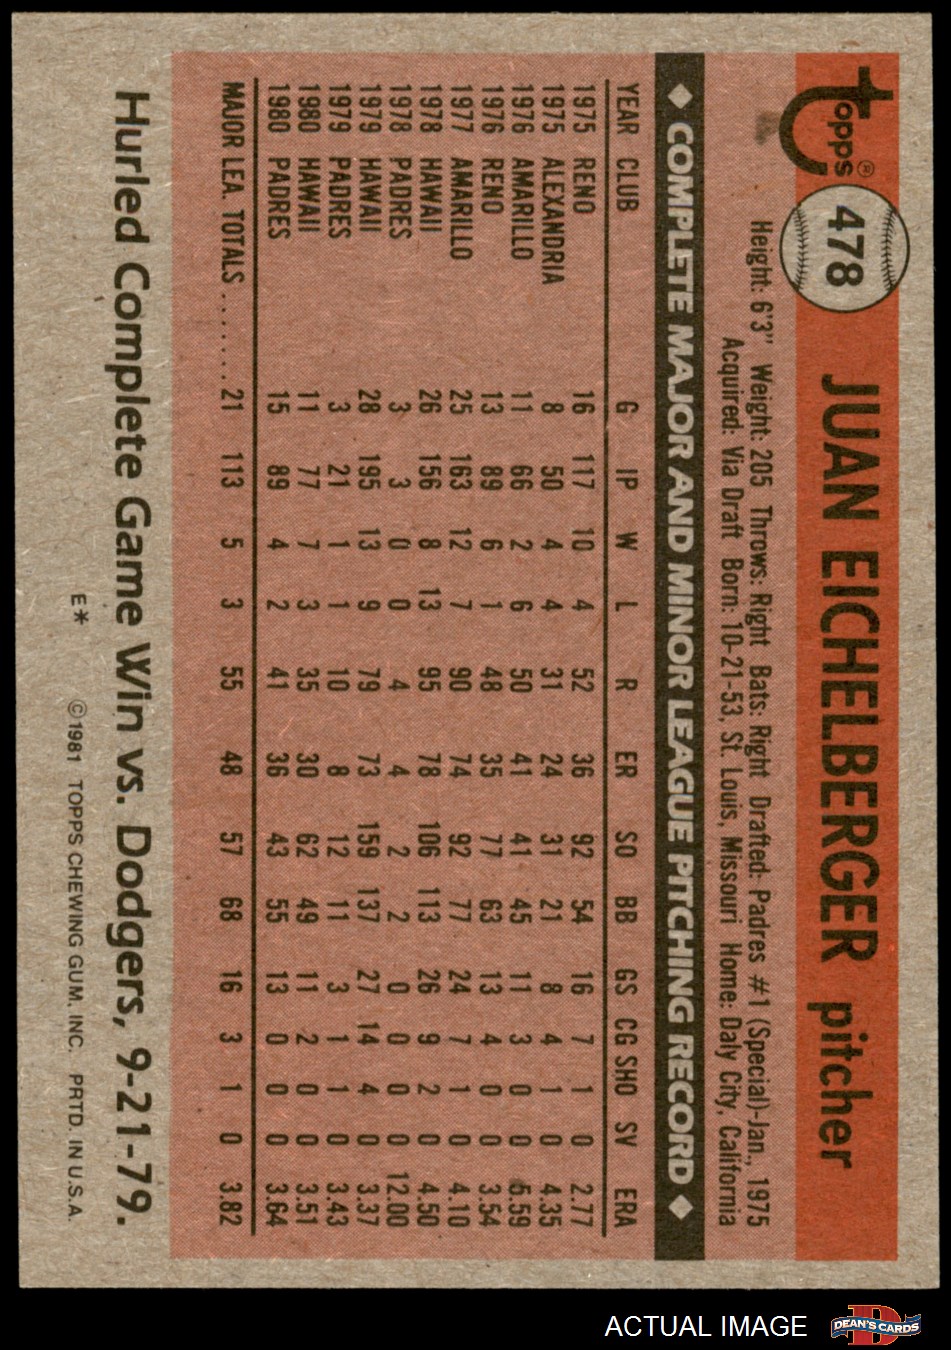 Topps®
478
JUAN EICHELBERGER pitcher
Height: 6'3" Weight: 205 Throws: Right Bats: Right Drafted: Padres #1 (Special)-Jan., 1975
Acquired: Via Draft Born: 10-21-53, St. Louis, Missouri Home: Daly City, California
◆ COMPLETE MAJOR AND MINOR LEAGUE PITCHING RECORD ◆
YEAR CLUB G IP W L R ER SO BB GS CG SHO SV ERA
1975 RENO 16 117 10 4 52 36 92 54 16 7 1 0 2.77
1975 ALEXANDRIA 8 50 4 4 31 24 31 21 8 4 1 0 4.35
1976 AMARILLO 11 66 2 6 50 41 41 45 11 3 0 0 5.59
1976 RENO 13 89 6 1 48 35 77 63 13 4 0 0 3.54
1977 AMARILLO 25 163 12 7 90 74 92 77 24 7 1 0 4.10
1978 HAWAII 26 156 8 13 95 78 106 113 26 9 2 0 4.50
1978 PADRES 3 3 0 0 4 4 2 2 0 0 0 0 12.00
1979 HAWAII 28 195 13 9 79 73 159 137 27 14 4 0 3.37
1979 PADRES 3 21 1 1 10 8 12 11 3 1 1 0 3.43
1980 HAWAII 11 77 7 3 35 30 62 49 11 2 0 0 3.51
1980 PADRES 15 89 4 2 41 36 43 55 13 0 0 0 3.64
MAJOR LEA. TOTALS ........ 21 113 5 3 55 48 57 68 16 3 1 0 3.82
Hurled Complete Game Win vs. Dodgers, 9-21-79.
E* ©1981 TOPPS CHEWING GUM, INC. PRTD. IN U.S.A.
ACTUAL IMAGE
D
DEAN'S CARDS